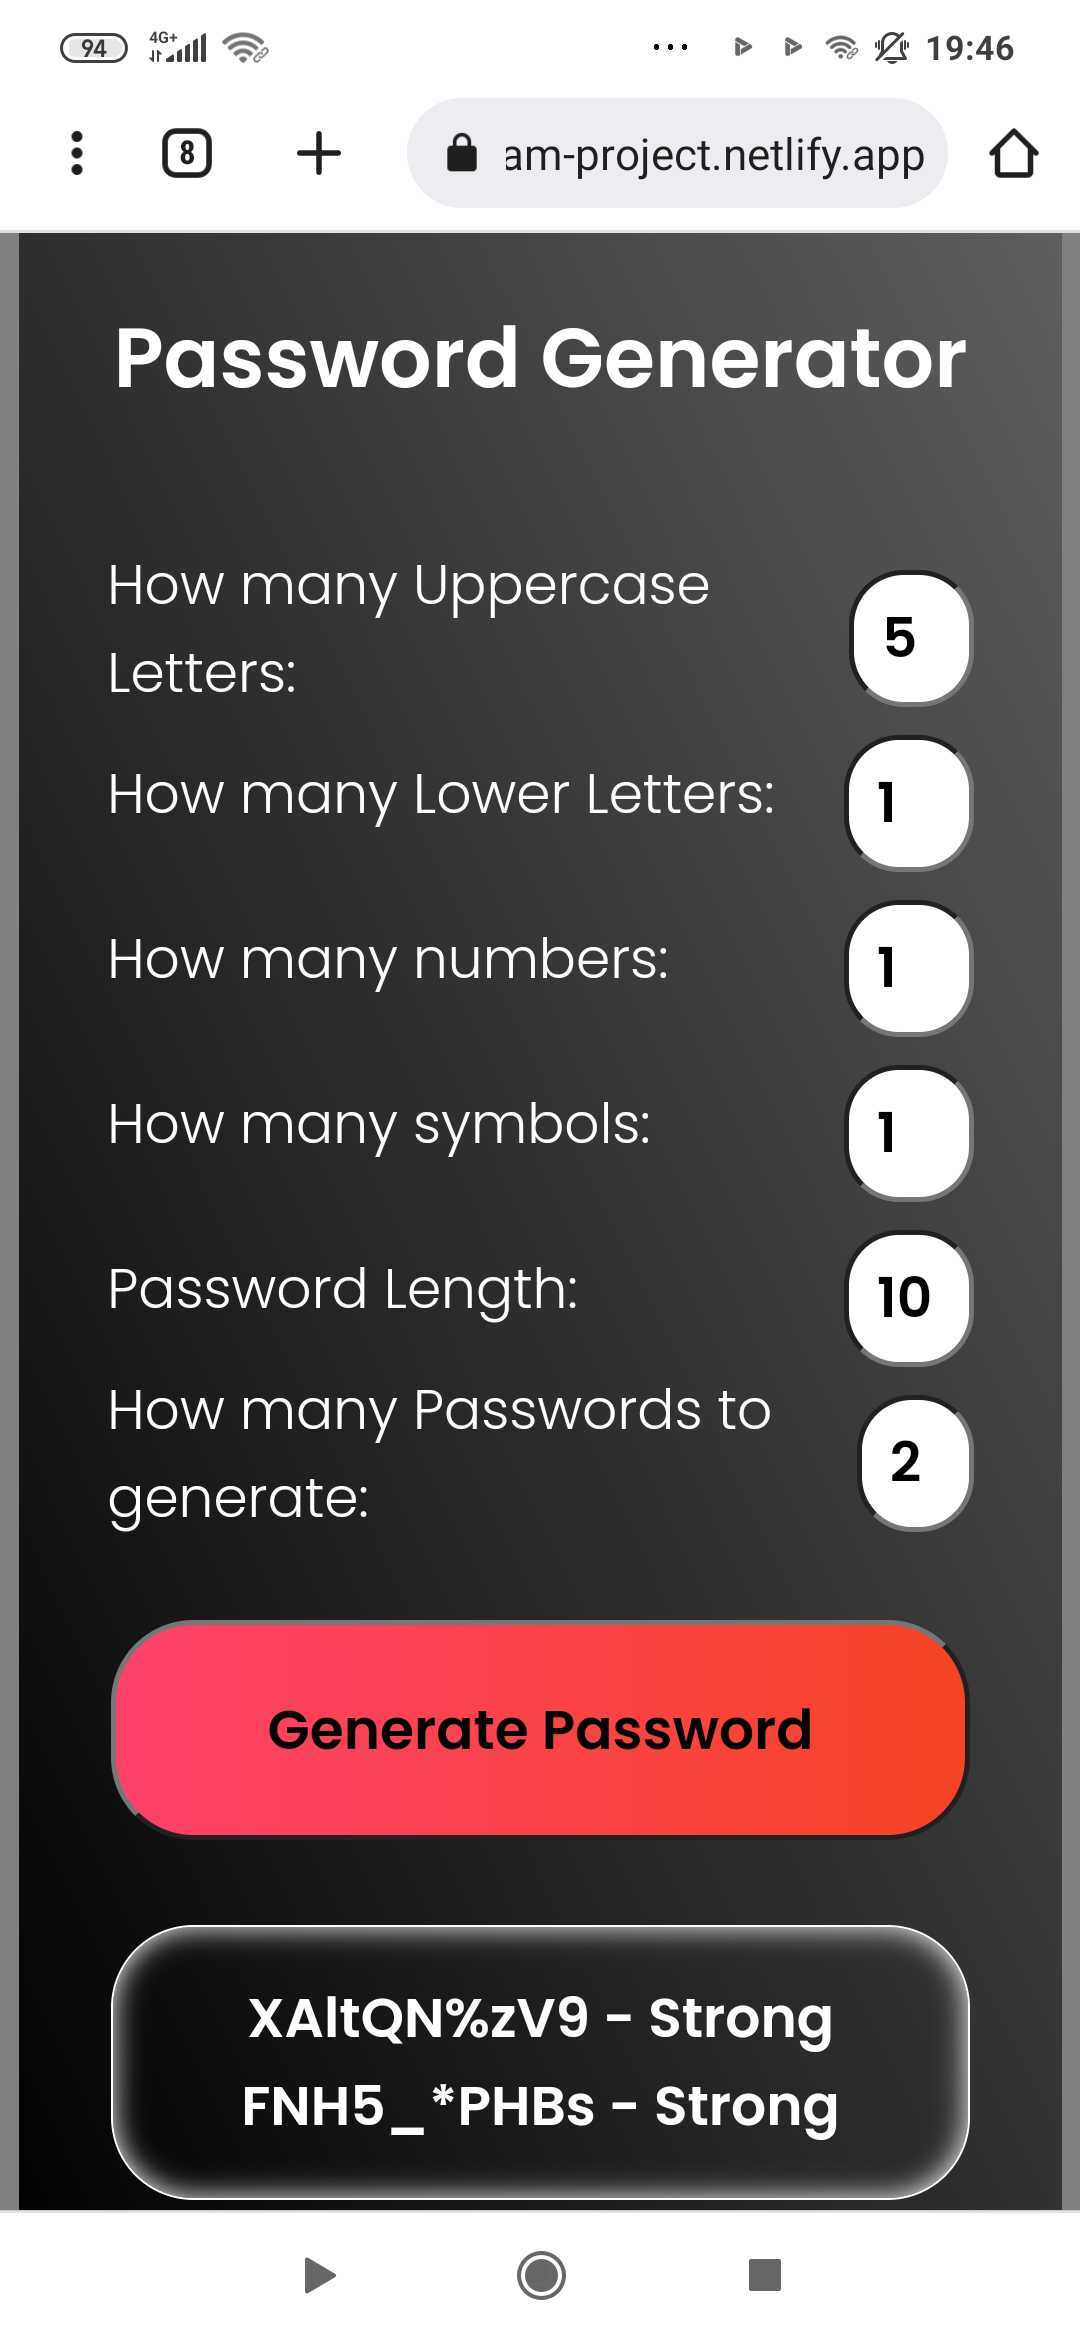 94 4G+ ... 19:46
8 am-project.netlify.app
Password Generator
How many Uppercase
Letters:
5
How many Lower Letters:
1
How many numbers:
1
How many symbols:
1
Password Length:
10
How many Passwords to
generate:
2
Generate Password
XAltQN%zV9 - Strong
FNH5_*PHBs - Strong